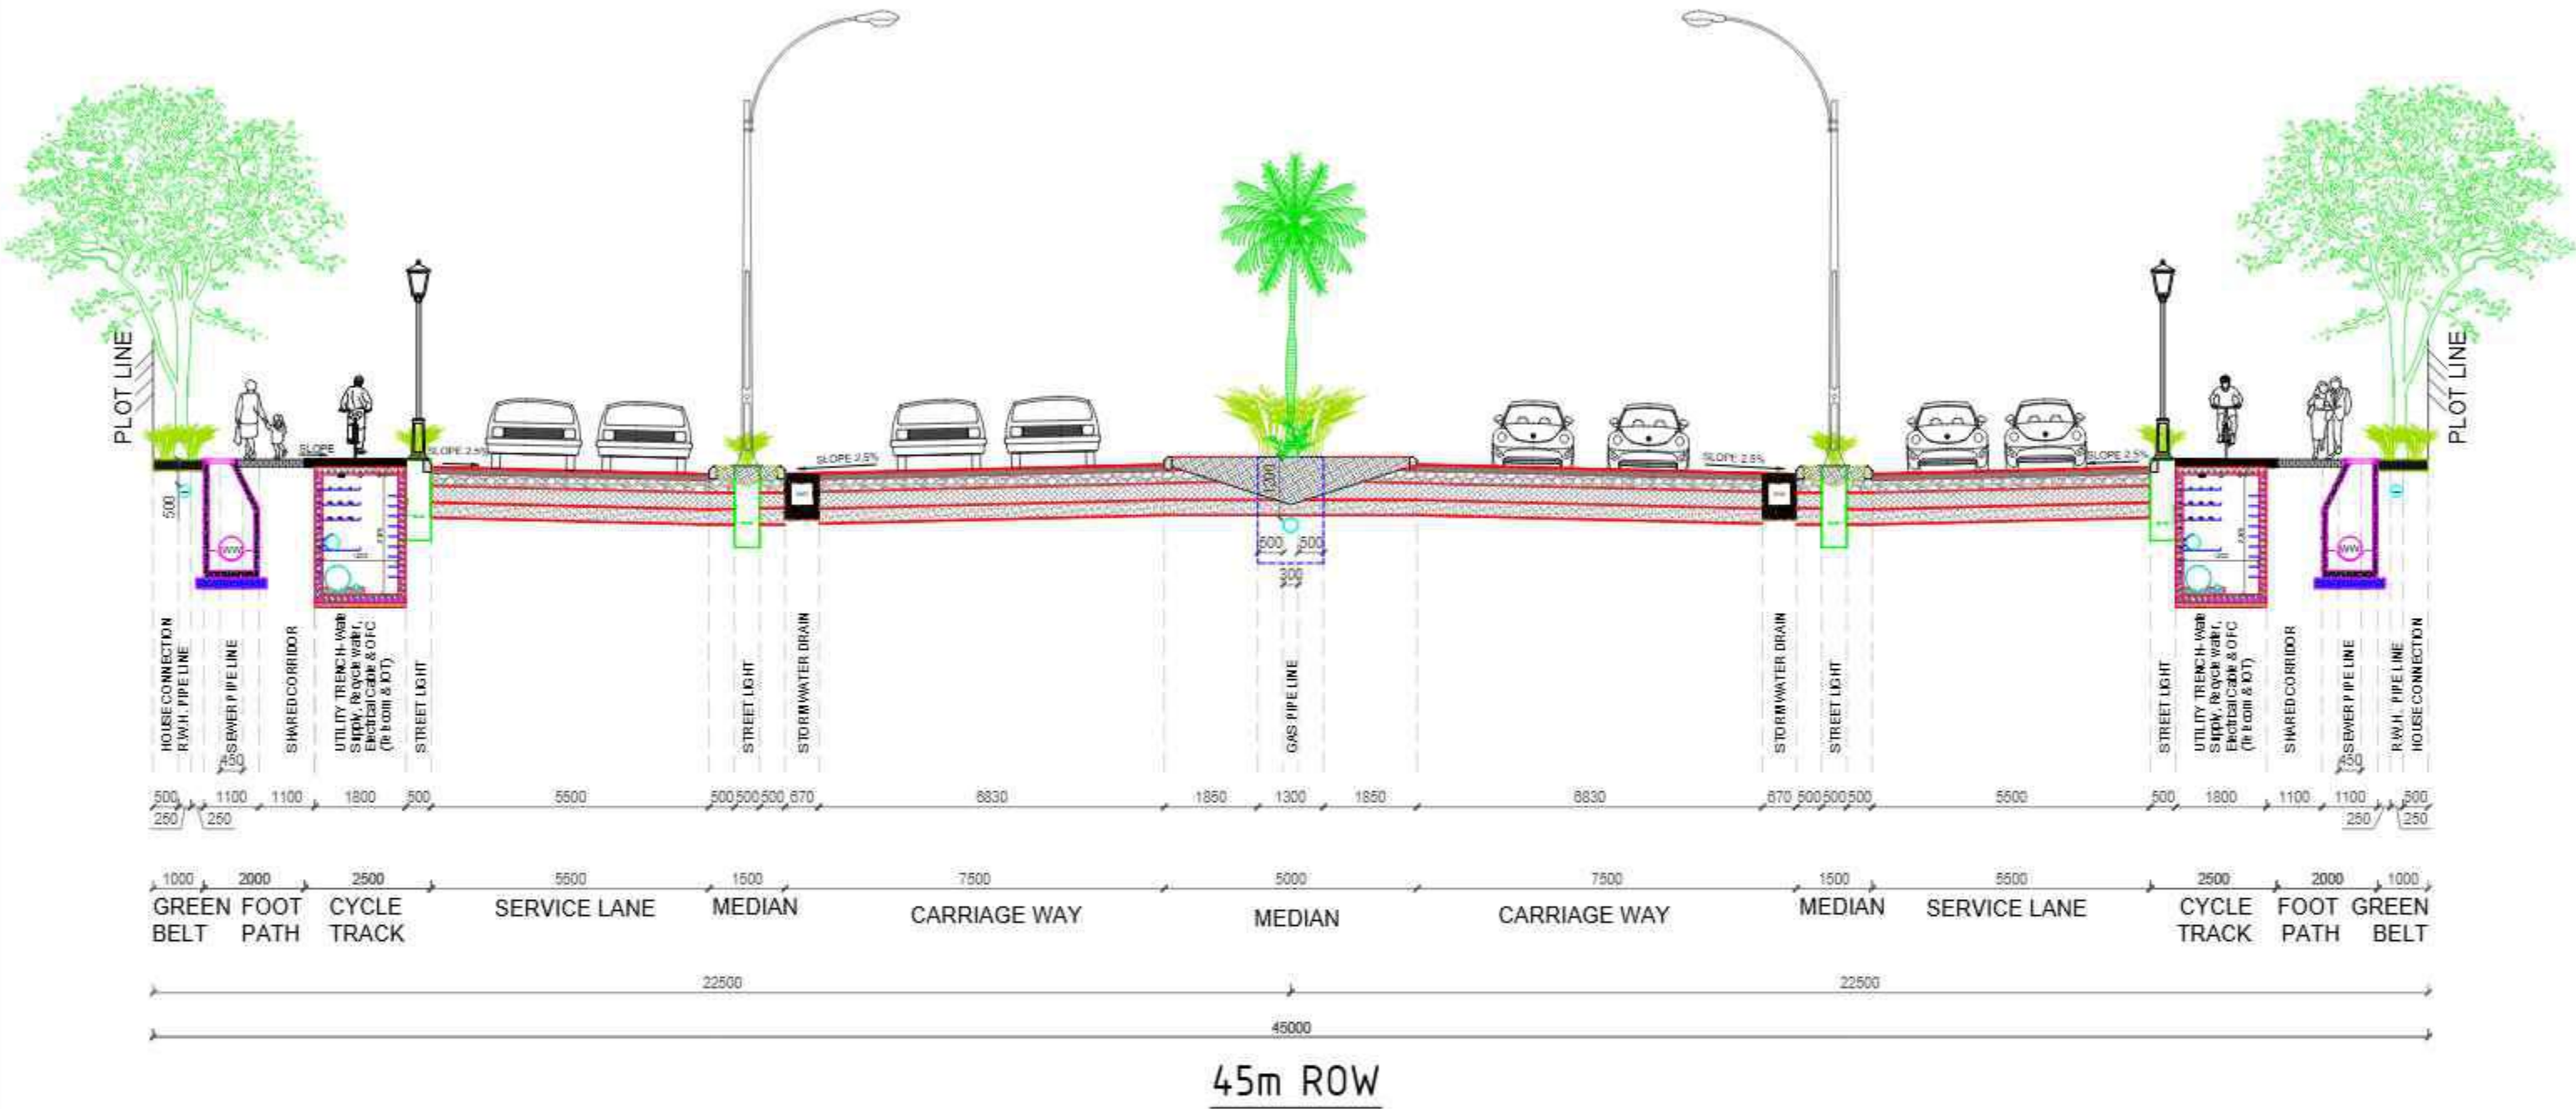 PLOT LINE
PLOT LINE
SLOPE
SLOPE 2.5%
SLOPE 2.5%
SLOPE 2.5%
SLOPE 2.5%
500
WW
1000
500 500
300
WW
HOUSE CONNECTION
R.W.H. PIPE LINE
SEWER PIPE LINE
SHARED CORRIDOR
UTILITY TRENCH- Wate
Supply, Recycle water,
Electrical Cable & OFC
(Telecom & IOT)
STREET LIGHT
STREET LIGHT
STORM WATER DRAIN
GAS PIPE LINE
STORM WATER DRAIN
STREET LIGHT
STREET LIGHT
UTILITY TRENCH- Wate
Supply, Recycle water,
Electrical Cable & OFC
(Telecom & IOT)
SHARED CORRIDOR
SEWER PIPE LINE
R.W.H. PIPE LINE
HOUSE CONNECTION
450 450
500 1100 1100 1800 500 5500 500 500 500 670 6830 1850 1300 1850 6830 670 500 500 500 5500 500 1800 1100 1100 500
250 250 250 250
1000 2000 2500 5500 1500 7500 5000 7500 1500 5500 2500 2000 1000
GREEN BELT
FOOT PATH
CYCLE TRACK
SERVICE LANE
MEDIAN
CARRIAGE WAY
MEDIAN
CARRIAGE WAY
MEDIAN
SERVICE LANE
CYCLE TRACK
FOOT PATH
GREEN BELT
22500 22500
45000
45m ROW